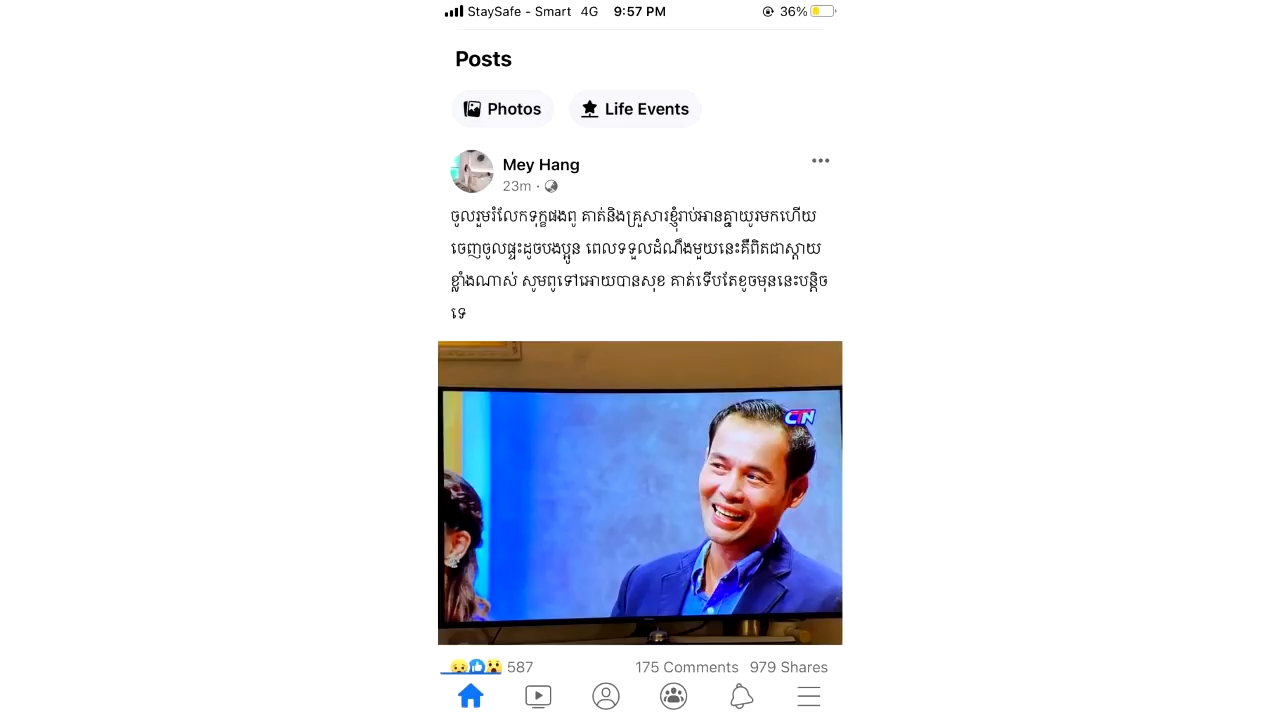 StaySafe - Smart 4G 9:57 PM 36%
Posts
Photos Life Events
Mey Hang
23m ·
ចូលរួមរំលែកទុក្ខផងពូ គាត់និងគ្រួសារខ្ញុំរាប់អានគ្នាយូរមកហើយ
ចេញចូលផ្ទះដូចបងប្អូន ពេលទទួលដំណឹងមួយនេះគឺពិតជាស្ដាយ
ខ្លាំងណាស់ សូមពូទៅអោយបានសុខ គាត់ទើបតែខូចមុននេះបន្តិច
ទេ
CTN
587 175 Comments 979 Shares